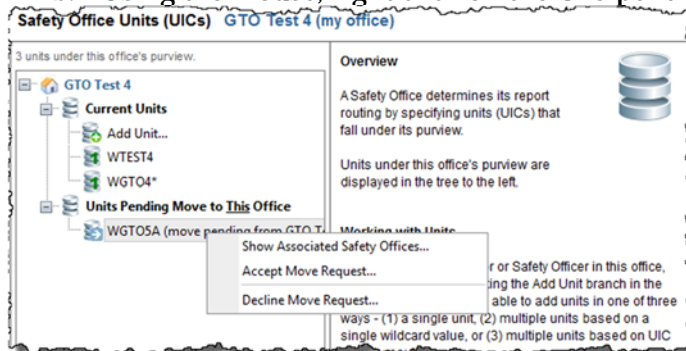 Safety Office Units (UICs) GTO Test 4 (my office)
3 units under this office's purview.
GTO Test 4
Current Units
Add Unit...
WTEST4
WGTO4*
Units Pending Move to This Office
WGTO5A (move pending from GTO T
Show Associated Safety Offices...
Accept Move Request...
Decline Move Request...
Overview
A Safety Office determines its report
routing by specifying units (UICs) that
fall under its purview.
Units under this office's purview are
displayed in the tree to the left.
Working with Units
r or Safety Officer in this office,
ing the Add Unit branch in the
able to add units in one of three
ways - (1) a single unit, (2) multiple units based on a
single wildcard value, or (3) multiple units based on UIC